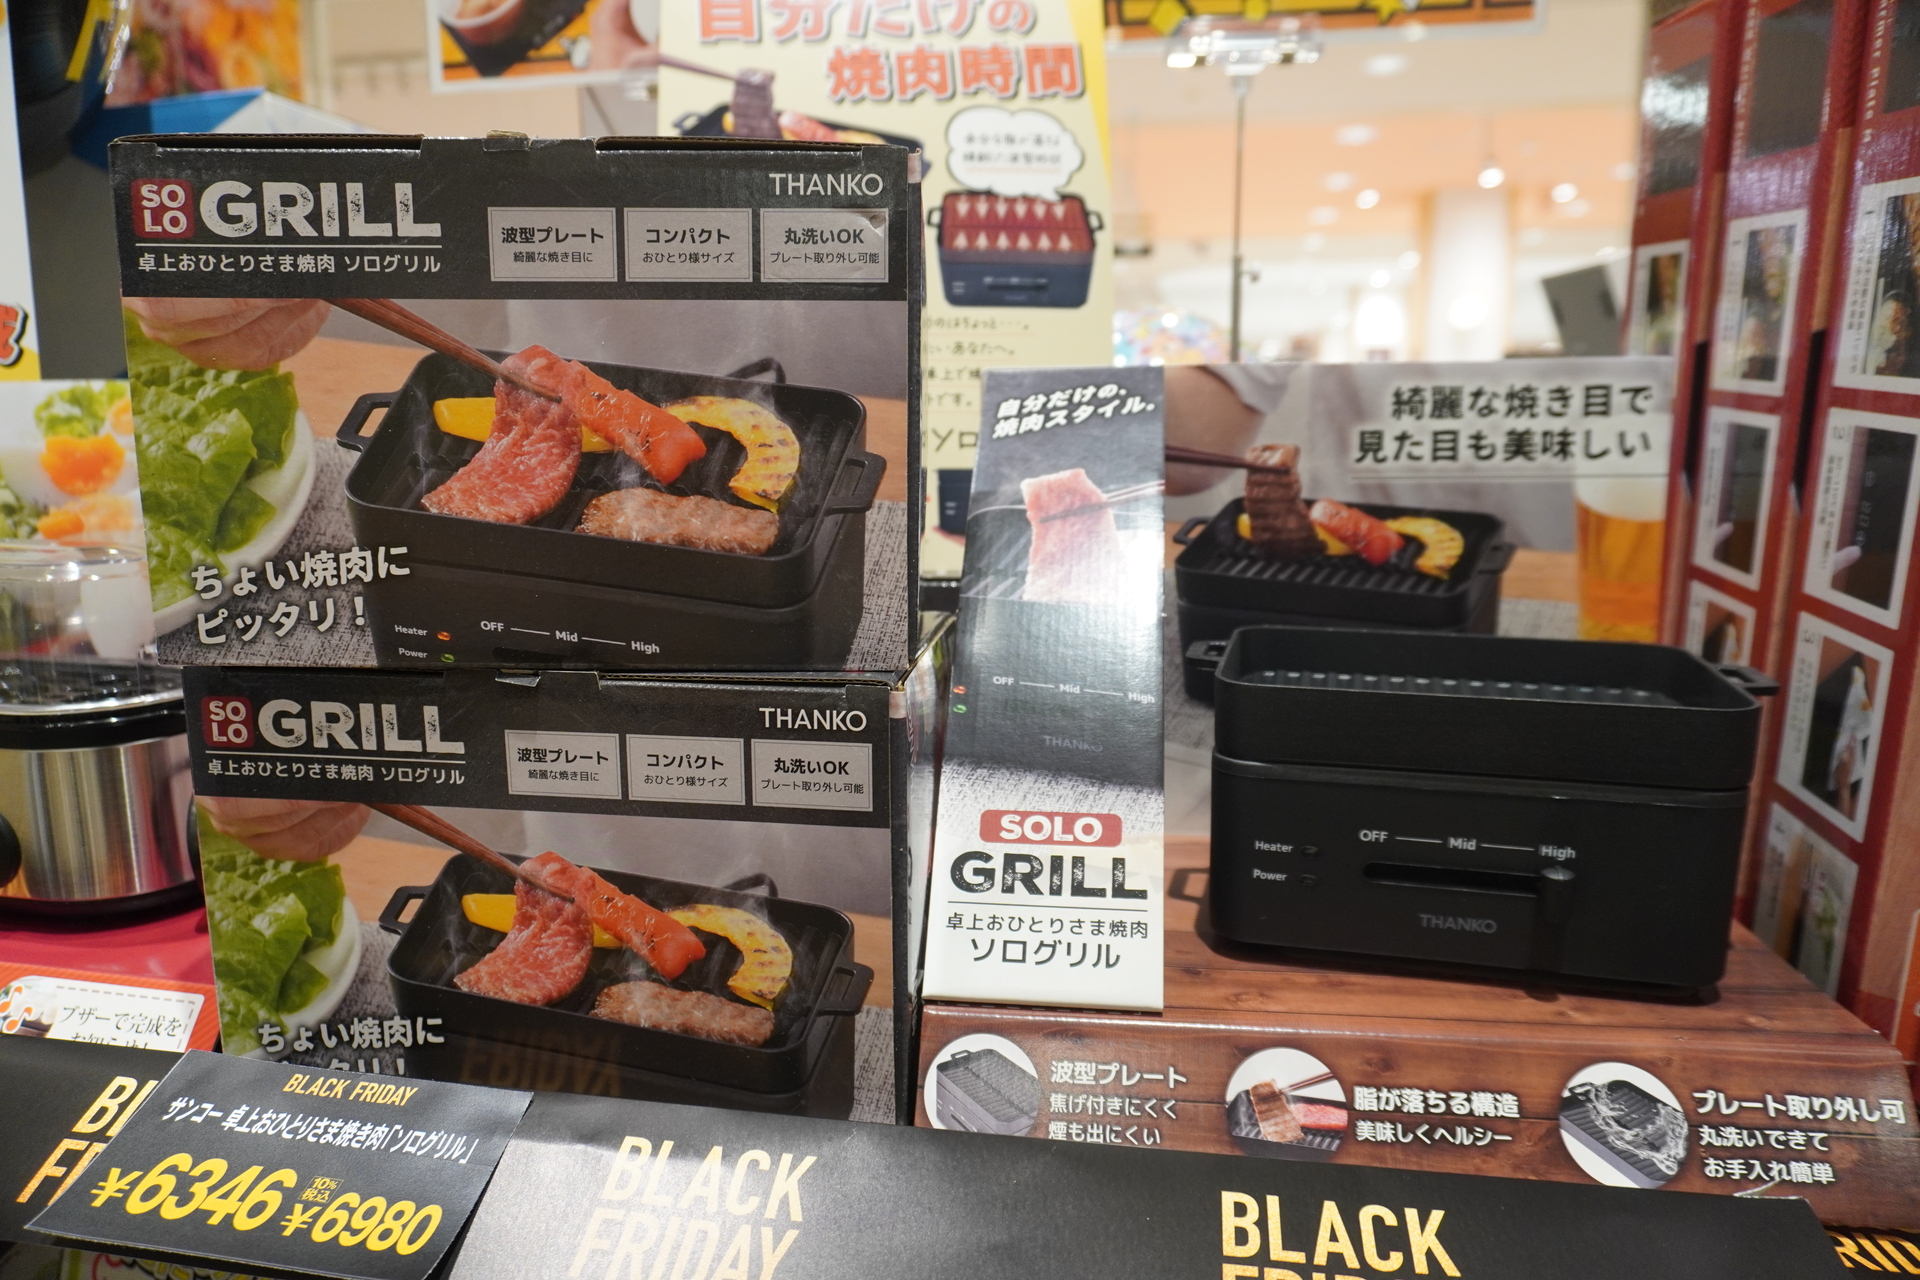 自分だけの
焼肉時間
SO
LO
GRILL
THANKO
卓上おひとりさま焼肉 ソログリル
波型プレート
綺麗な焼き目に
コンパクト
おひとり様サイズ
丸洗いOK
プレート取り外し可能
ちょい焼肉に
ピッタリ！
Heater
Power
OFF
Mid
High
SO
LO
GRILL
THANKO
卓上おひとりさま焼肉 ソログリル
波型プレート
綺麗な焼き目に
コンパクト
おひとり様サイズ
丸洗いOK
プレート取り外し可能
ちょい焼肉に
自分だけの、
焼肉スタイル。
OFF
Mid
High
THANKO
SOLO
GRILL
卓上おひとりさま焼肉
ソログリル
綺麗な焼き目で
見た目も美味しい
Heater
Power
OFF
Mid
High
THANKO
波型プレート
焦げ付きにくく
煙も出にくい
脂が落ちる構造
美味しくヘルシー
プレート取り外し可
丸洗いできて
お手入れ簡単
ブザーで完成を
BLACK FRIDAY
サンコー 卓上おひとりさま焼き肉「ソログリル」
¥6346 10%税込 ¥6980
BLACK
FRIDAY
BLACK